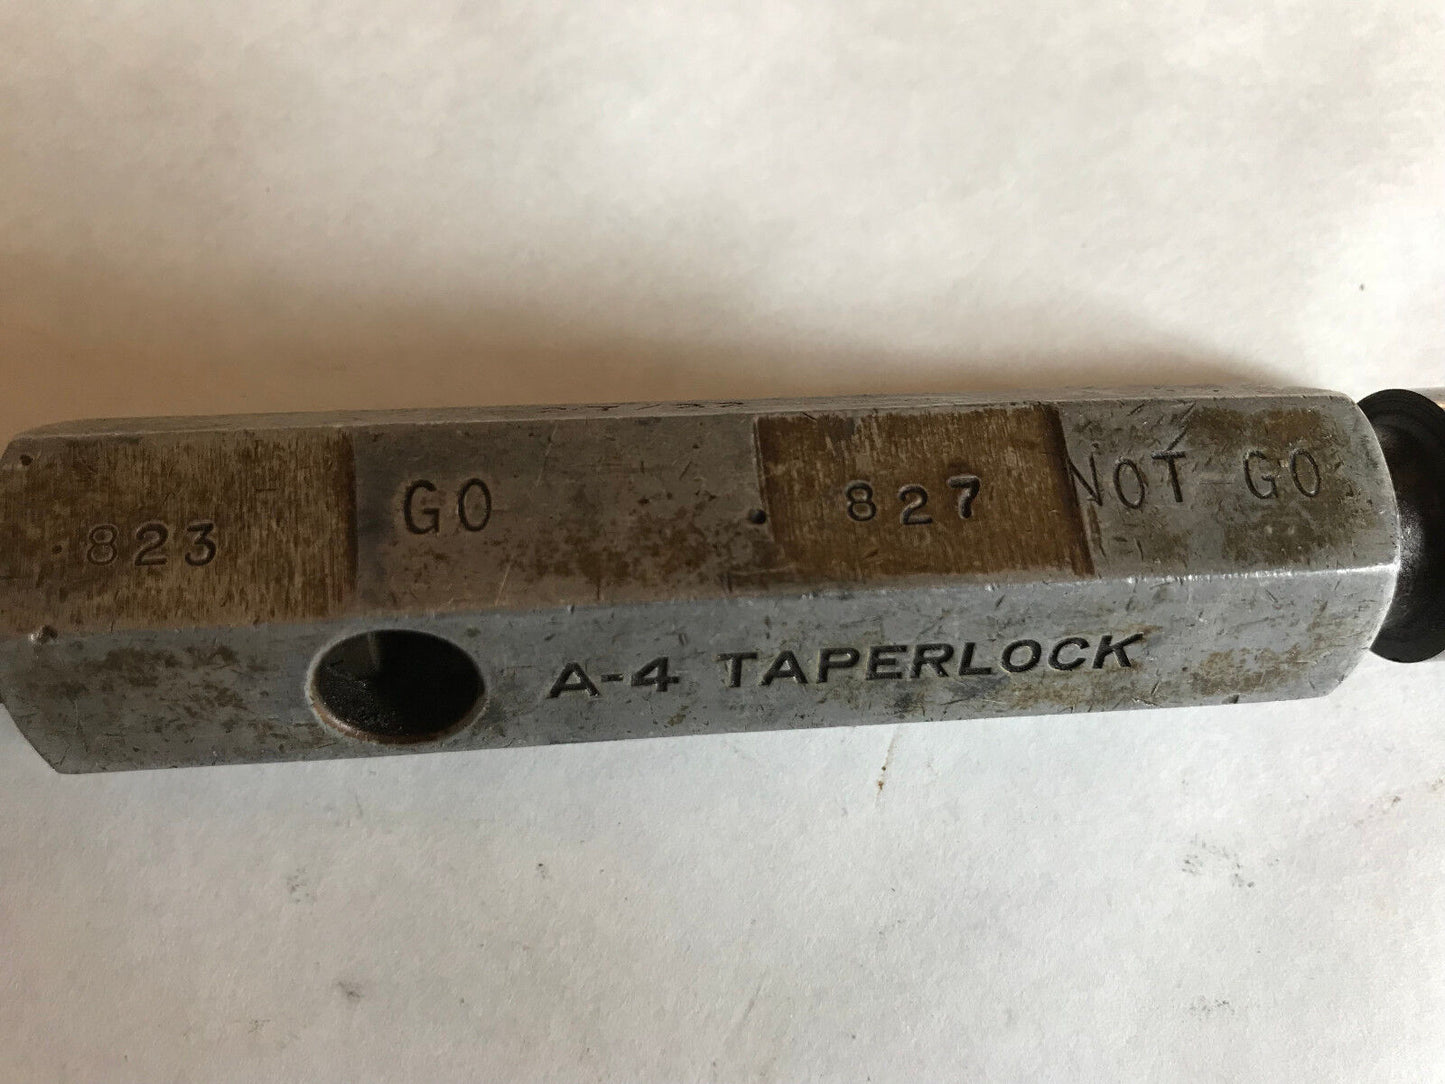 823 GO 827 NOT GO
A-4 TAPERLOCK